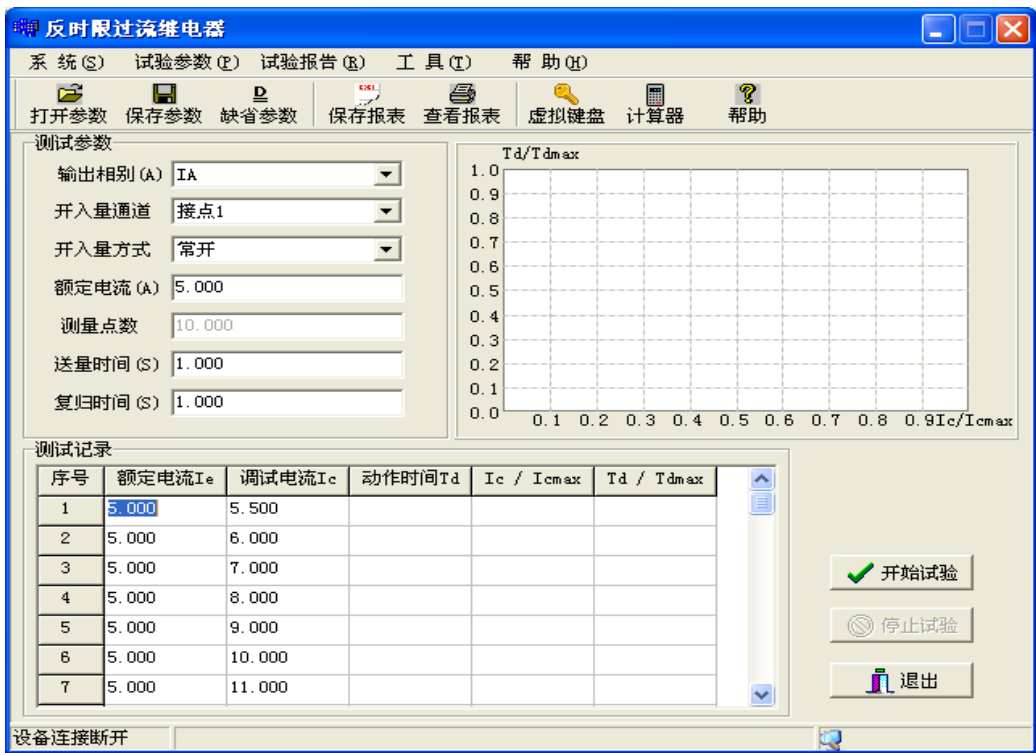 反时限过流继电器
系 统(S) 试验参数(P) 试验报告(R) 工 具(T) 帮 助(H)
打开参数 保存参数 缺省参数 保存报表 查看报表 虚拟键盘 计算器 帮助
测试参数
输出相别(A) IA
开入量通道 接点1
开入量方式 常开
额定电流(A) 5.000
测量点数 10.000
送量时间(S) 1.000
复归时间(S) 1.000
Td/Tdmax
1.0
0.9
0.8
0.7
0.6
0.5
0.4
0.3
0.2
0.1
0.0
0.1 0.2 0.3 0.4 0.5 0.6 0.7 0.8 0.9Ic/Icmax
测试记录
序号 额定电流Ie 调试电流Ic 动作时间Td Ic / Icmax Td / Tdmax
1 5.000 5.500
2 5.000 6.000
3 5.000 7.000
4 5.000 8.000
5 5.000 9.000
6 5.000 10.000
7 5.000 11.000
开始试验
停止试验
退出
设备连接断开